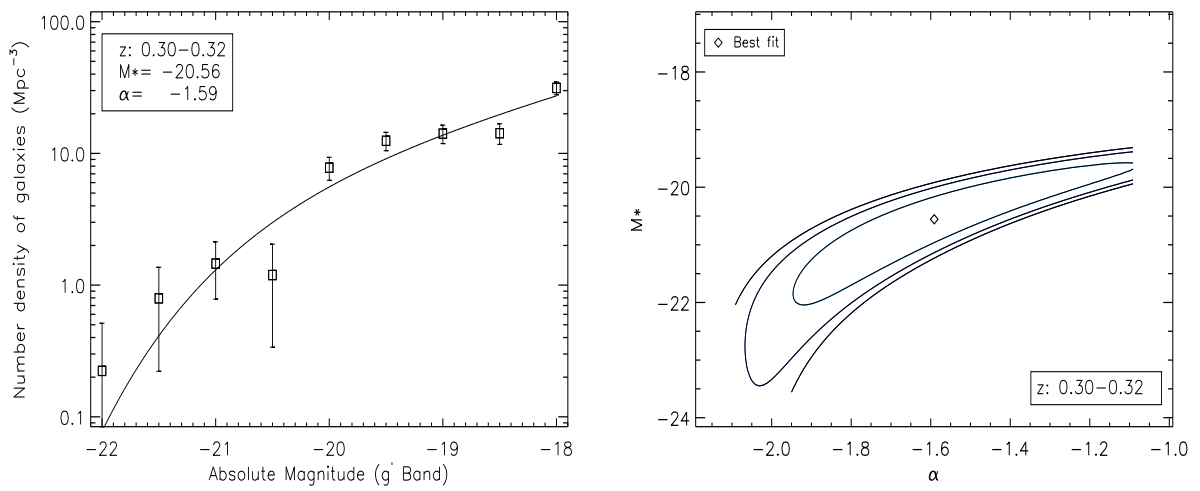 100.0
10.0
1.0
0.1
Number density of galaxies (Mpc⁻³)
z: 0.30−0.32
M*= −20.56
α= −1.59
−22 −21 −20 −19 −18
Absolute Magnitude (g' Band)
−18
−20
−22
−24
M*
Best fit
z: 0.30−0.32
−2.0 −1.8 −1.6 −1.4 −1.2 −1.0
α